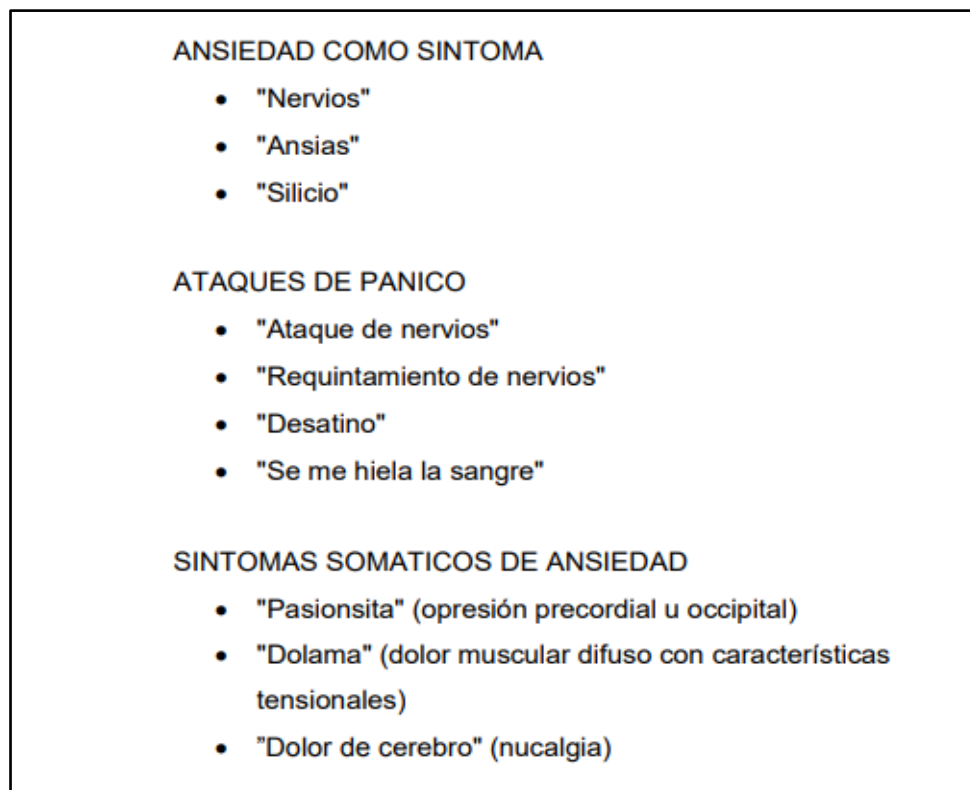 ANSIEDAD COMO SINTOMA
• "Nervios"
• "Ansias"
• "Silicio"
ATAQUES DE PANICO
• "Ataque de nervios"
• "Requintamiento de nervios"
• "Desatino"
• "Se me hiela la sangre"
SINTOMAS SOMATICOS DE ANSIEDAD
• "Pasionsita" (opresión precordial u occipital)
• "Dolama" (dolor muscular difuso con características
tensionales)
• ”Dolor de cerebro" (nucalgia)